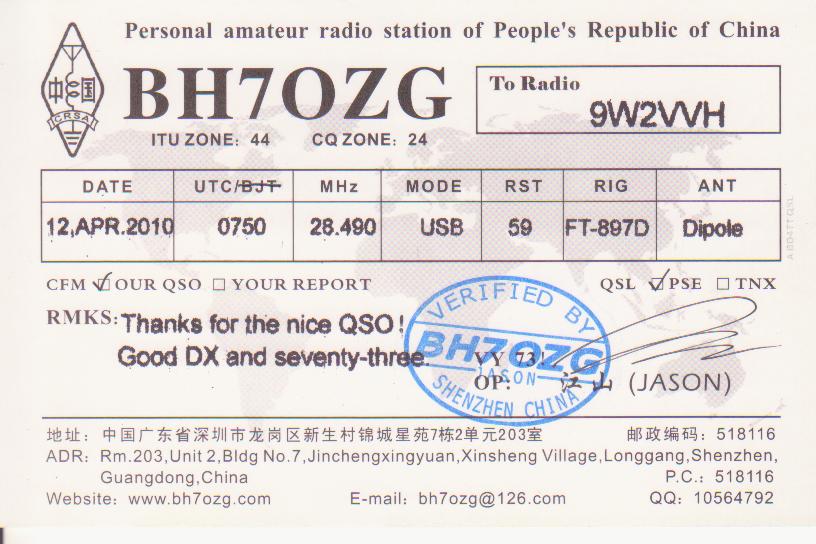 Personal amateur radio station of People's Republic of China
中国
CRSA
BH7OZG
To Radio
9W2VVH
ITU ZONE: 44 CQ ZONE: 24
DATE UTC/BJT MHz MODE RST RIG ANT
12,APR.2010 0750 28.490 USB 59 FT-897D Dipole
CFM ☑ OUR QSO ☐ YOUR REPORT QSL ☑ PSE ☐ TNX
RMKS: Thanks for the nice QSO!
Good DX and seventy-three.
VERIFIED BY
BH7OZG
JASON
SHENZHEN CHINA
VY 73!
OP: 江山 (JASON)
地址: 中国广东省深圳市龙岗区新生村锦城星苑7栋2单元203室 邮政编码: 518116
ADR: Rm.203,Unit 2,Bldg No.7,Jinchengxingyuan,Xinsheng Village,Longgang,Shenzhen,
Guangdong,China P.C.: 518116
Website: www.bh7ozg.com E-mail: bh7ozg@126.com QQ: 10564792